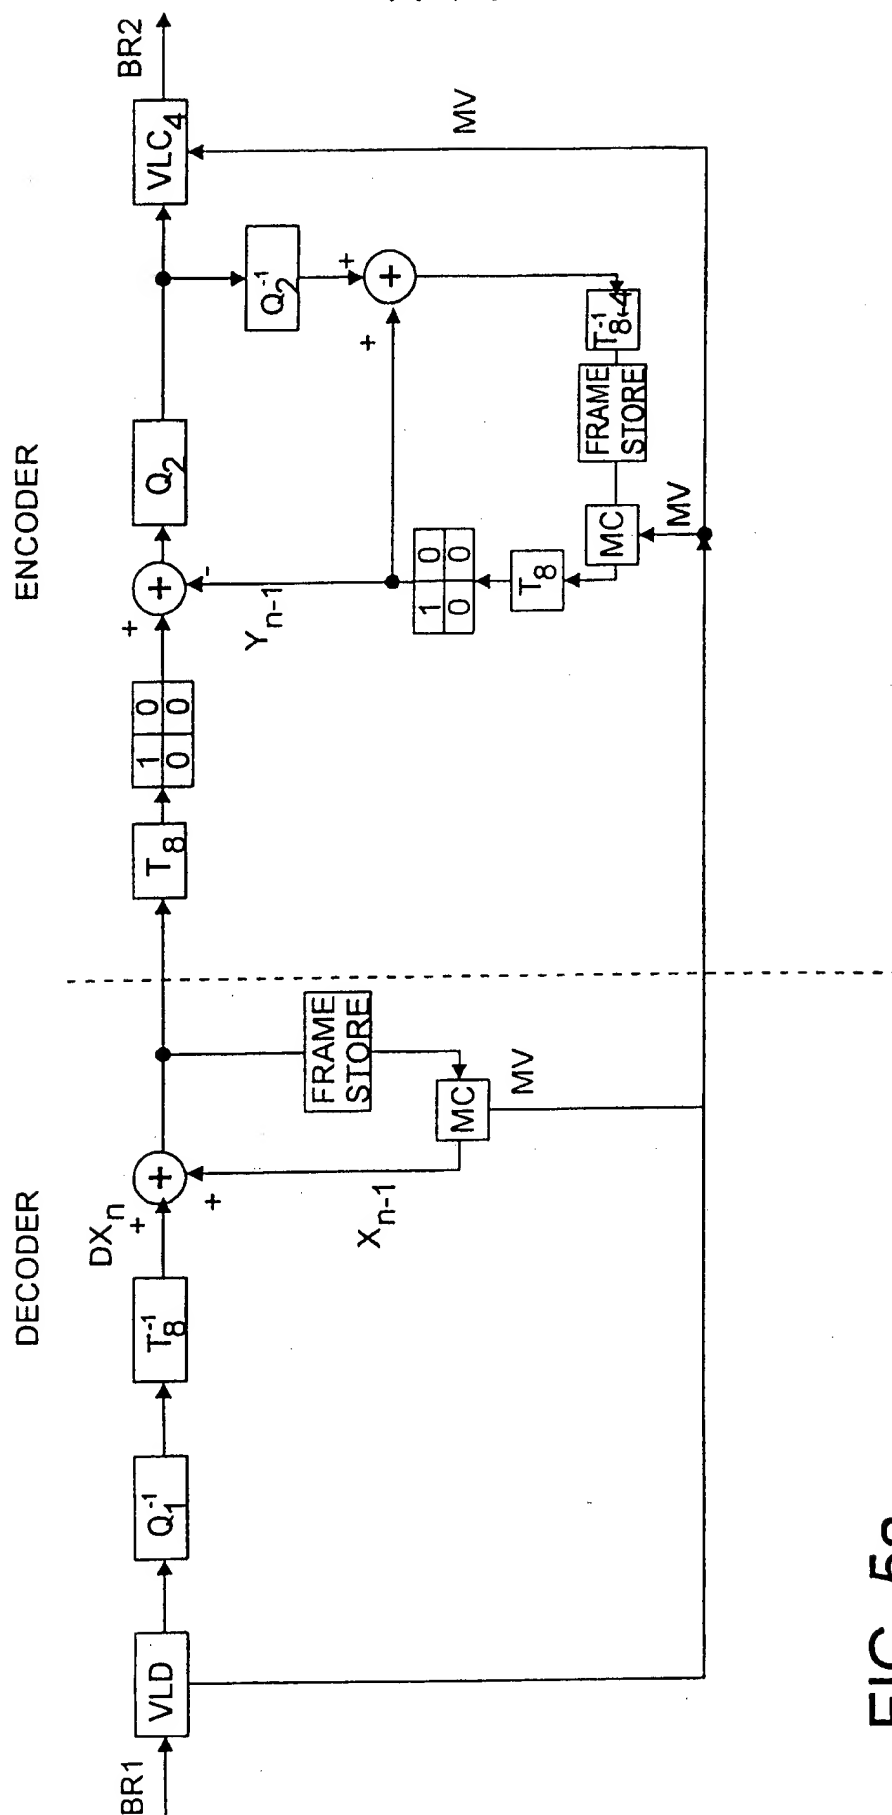 DECODER
ENCODER
BR1
VLD
Q₁⁻¹
T₈⁻¹
DXₙ
+
+
+
Xₙ₋₁
FRAME
STORE
MC
MV
T₈
1 0
0 0
+
+
-
Yₙ₋₁
Q₂
VLC₄
BR2
Q₂⁻¹
+
+
+
T₈₋₄⁻¹
FRAME
STORE
MC
MV
T₈
1 0
0 0
MV